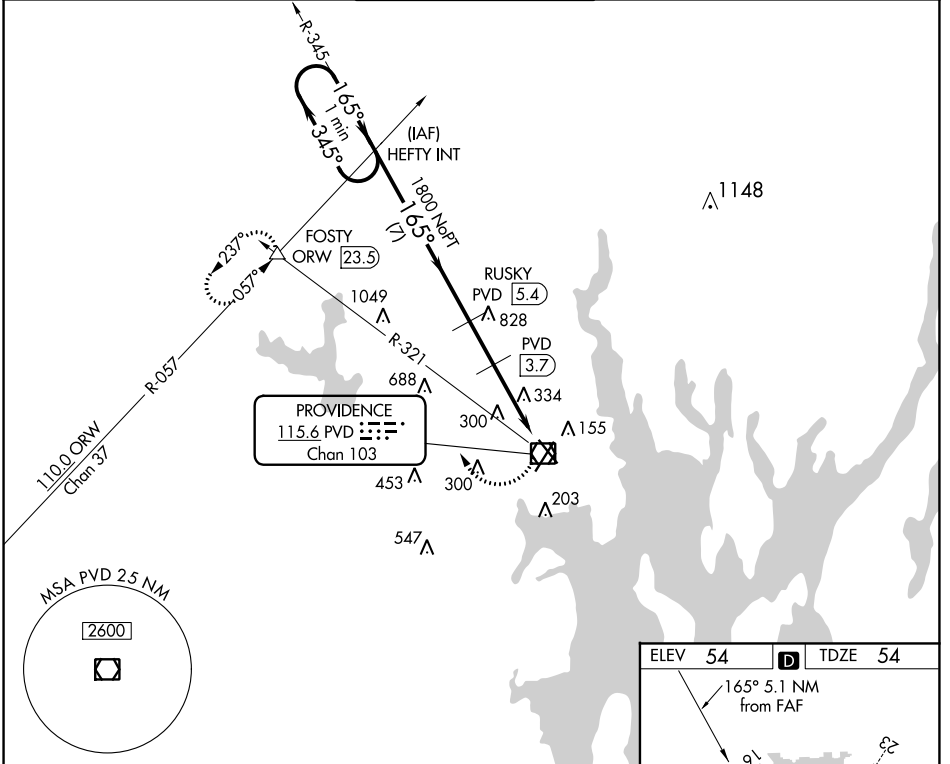 R-345
165°
1 min
345°
(IAF)
HEFTY INT
1148
1800 NoPT
165°
(7)
237°
FOSTY
ORW 23.5
057°
RUSKY
PVD 5.4
1049
828
R-321
PVD
3.7
R-057
688
334
PROVIDENCE
115.6 PVD
Chan 103
300
155
110.0 ORW
Chan 37
453
300
203
547
MSA PVD 25 NM
2600
ELEV 54
D
TDZE 54
165° 5.1 NM
from FAF
16
23